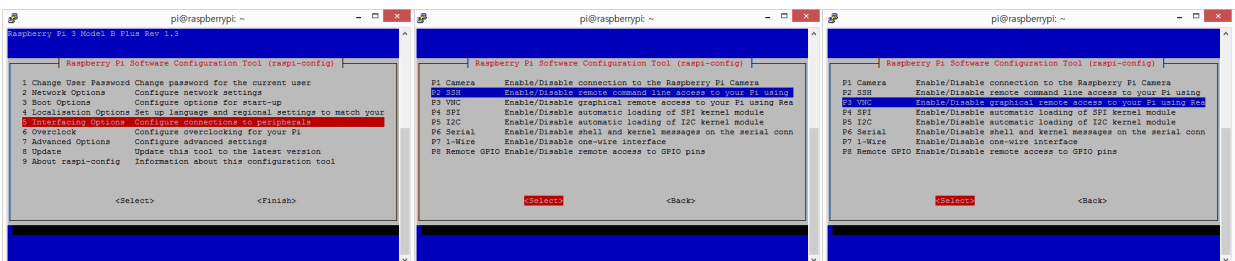 pi@raspberrypi: ~
Raspberry Pi 3 Model B Plus Rev 1.3
Raspberry Pi Software Configuration Tool (raspi-config)
1 Change User Password Change password for the current user
2 Network Options Configure network settings
3 Boot Options Configure options for start-up
4 Localisation Options Set up language and regional settings to match your
5 Interfacing Options Configure connections to peripherals
6 Overclock Configure overclocking for your Pi
7 Advanced Options Configure advanced settings
8 Update Update this tool to the latest version
9 About raspi-config Information about this configuration tool
<Select> <Finish>
pi@raspberrypi: ~
Raspberry Pi Software Configuration Tool (raspi-config)
P1 Camera Enable/Disable connection to the Raspberry Pi Camera
P2 SSH Enable/Disable remote command line access to your Pi using
P3 VNC Enable/Disable graphical remote access to your Pi using Rea
P4 SPI Enable/Disable automatic loading of SPI kernel module
P5 I2C Enable/Disable automatic loading of I2C kernel module
P6 Serial Enable/Disable shell and kernel messages on the serial conn
P7 1-Wire Enable/Disable one-wire interface
P8 Remote GPIO Enable/Disable remote access to GPIO pins
<Select> <Back>
pi@raspberrypi: ~
Raspberry Pi Software Configuration Tool (raspi-config)
P1 Camera Enable/Disable connection to the Raspberry Pi Camera
P2 SSH Enable/Disable remote command line access to your Pi using
P3 VNC Enable/Disable graphical remote access to your Pi using Rea
P4 SPI Enable/Disable automatic loading of SPI kernel module
P5 I2C Enable/Disable automatic loading of I2C kernel module
P6 Serial Enable/Disable shell and kernel messages on the serial conn
P7 1-Wire Enable/Disable one-wire interface
P8 Remote GPIO Enable/Disable remote access to GPIO pins
<Select> <Back>